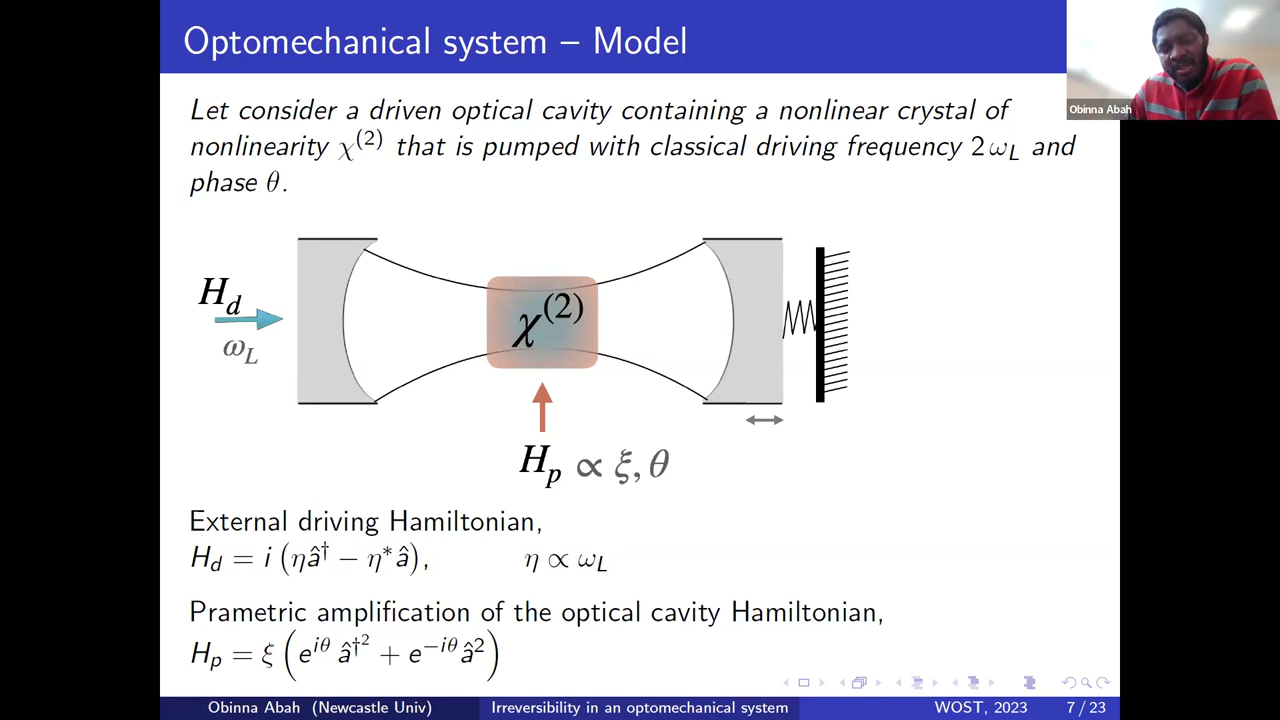 Optomechanical system – Model
Obinna Abah
Let consider a driven optical cavity containing a nonlinear crystal of
nonlinearity χ⁽²⁾ that is pumped with classical driving frequency 2ω_L and
phase θ.
H_d
ω_L
χ⁽²⁾
H_p ∝ ξ, θ
External driving Hamiltonian,
H_d = i (ηâ† − η*â), η ∝ ω_L
Prametric amplification of the optical cavity Hamiltonian,
H_p = ξ (e^{iθ} â†² + e^{−iθ} â²)
Obinna Abah (Newcastle Univ) Irreversibility in an optomechanical system WOST, 2023 7 / 23